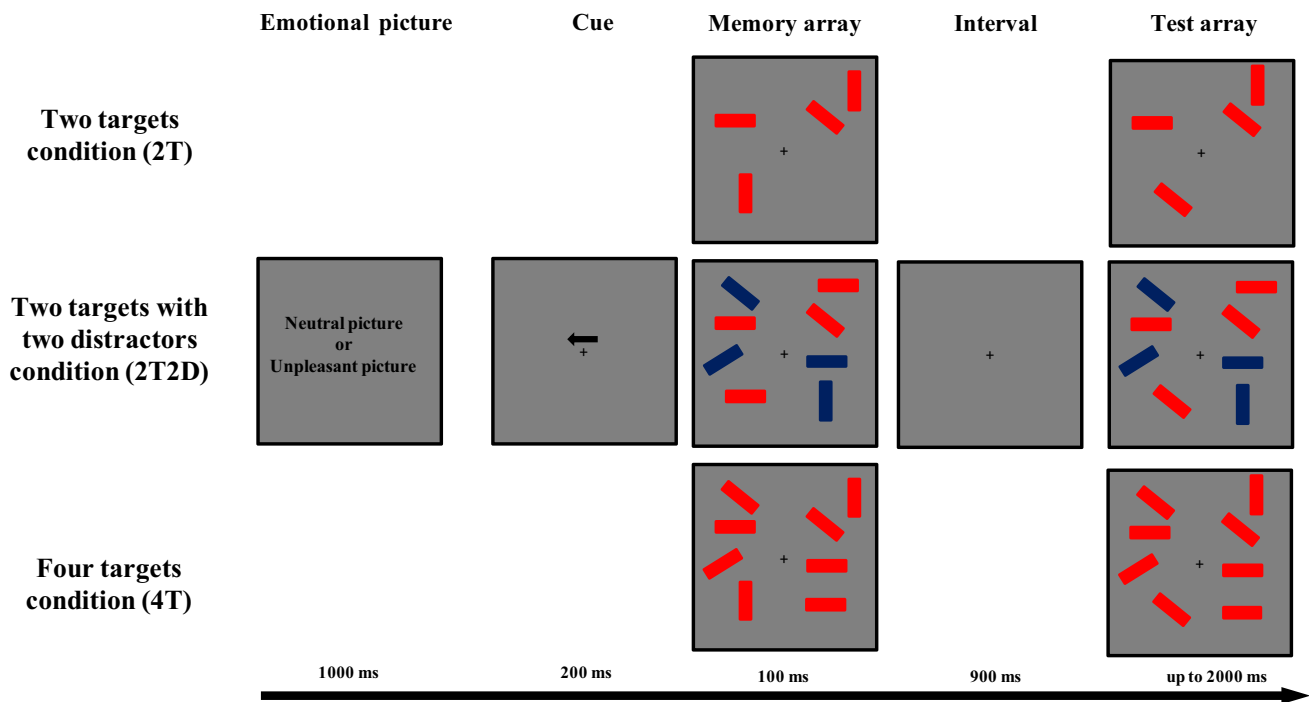 Emotional picture
Cue
Memory array
Interval
Test array
Two targets
condition (2T)
Two targets with
two distractors
condition (2T2D)
Neutral picture
or
Unpleasant picture
+
+
+
+
+
+
+
+
Four targets
condition (4T)
1000 ms
200 ms
100 ms
900 ms
up to 2000 ms